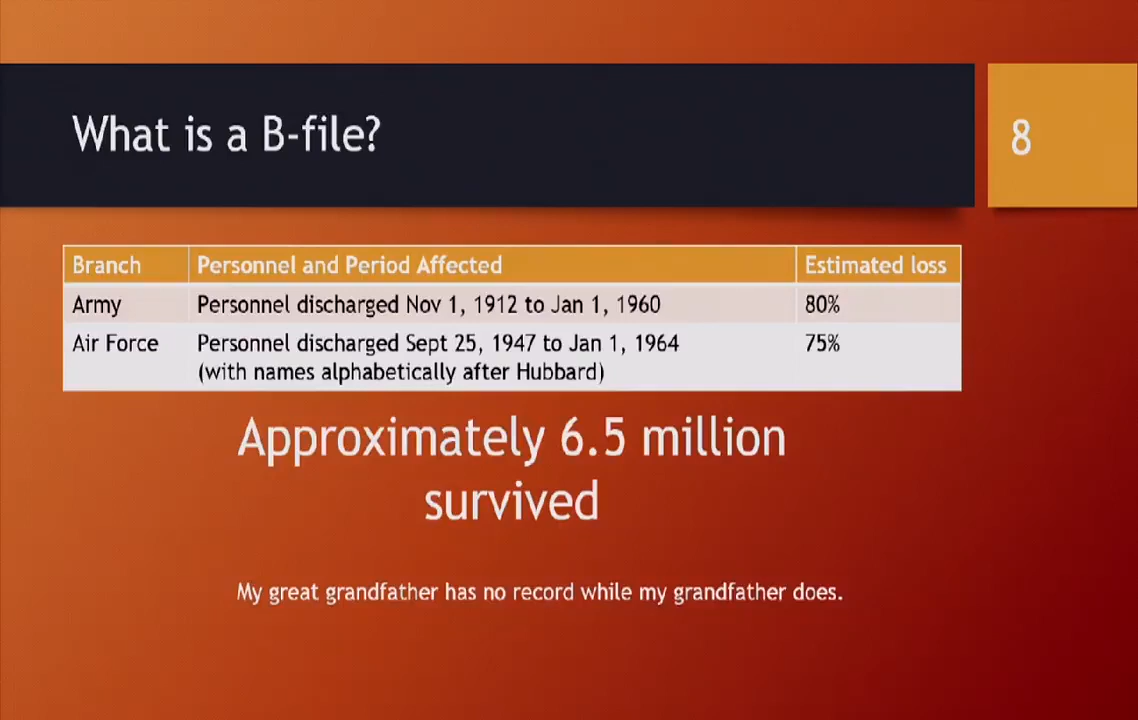 What is a B-file?
8
Branch Personnel and Period Affected Estimated loss
Army Personnel discharged Nov 1, 1912 to Jan 1, 1960 80%
Air Force Personnel discharged Sept 25, 1947 to Jan 1, 1964 75%
(with names alphabetically after Hubbard)
Approximately 6.5 million
survived
My great grandfather has no record while my grandfather does.